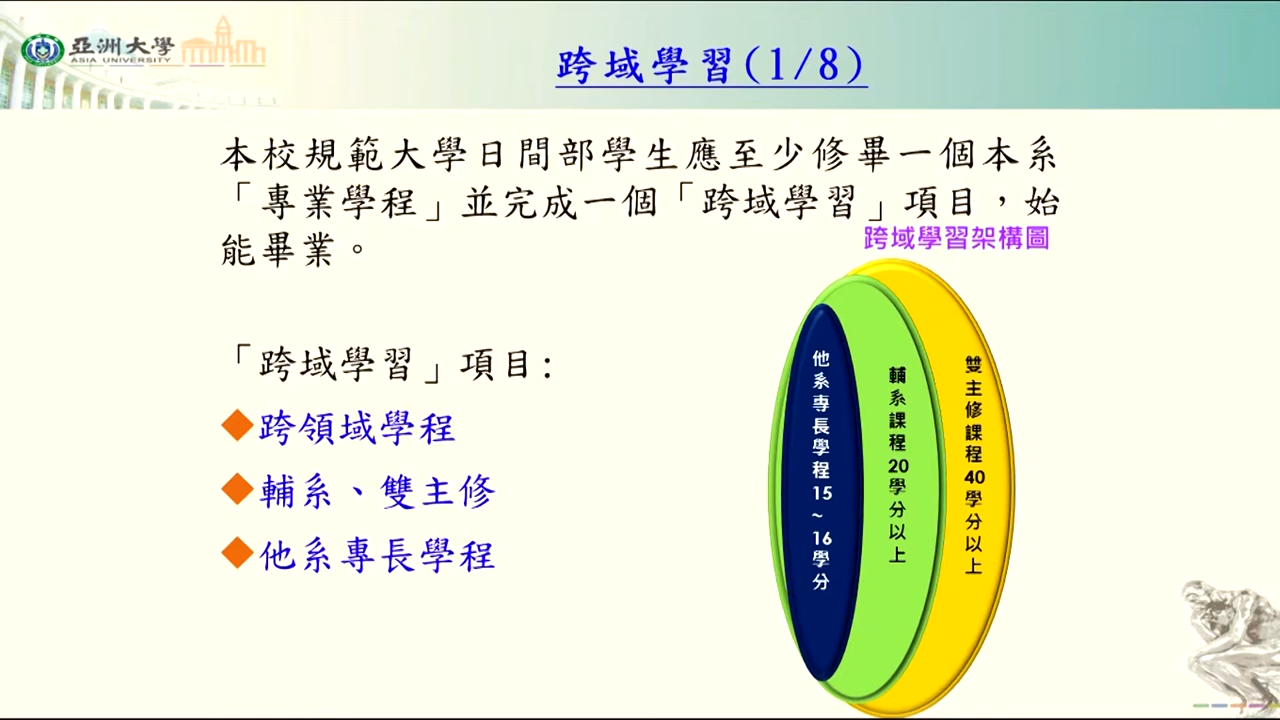 亞洲大學
ASIA UNIVERSITY
跨域學習(1/8)
本校規範大學日間部學生應至少修畢一個本系
「專業學程」並完成一個「跨域學習」項目，始
能畢業。
跨域學習架構圖
「跨域學習」項目:
跨領域學程
輔系、雙主修
他系專長學程
他系專長學程15~16學分
輔系課程20學分以上
雙主修課程40學分以上